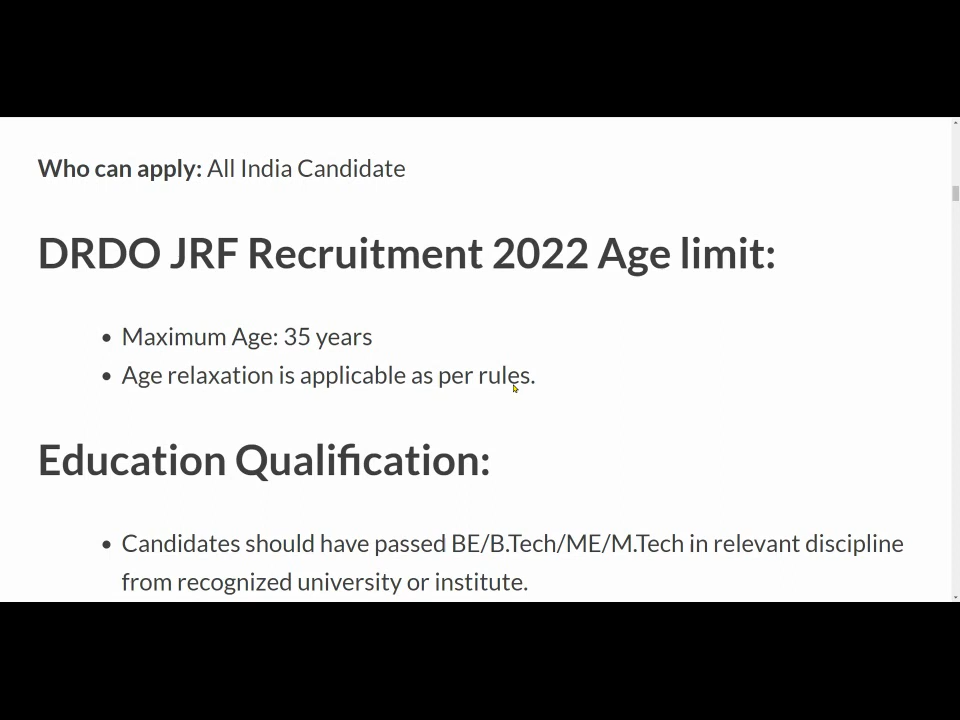 Who can apply: All India Candidate
DRDO JRF Recruitment 2022 Age limit:
• Maximum Age: 35 years
• Age relaxation is applicable as per rules.
Education Qualification:
• Candidates should have passed BE/B.Tech/ME/M.Tech in relevant discipline
from recognized university or institute.